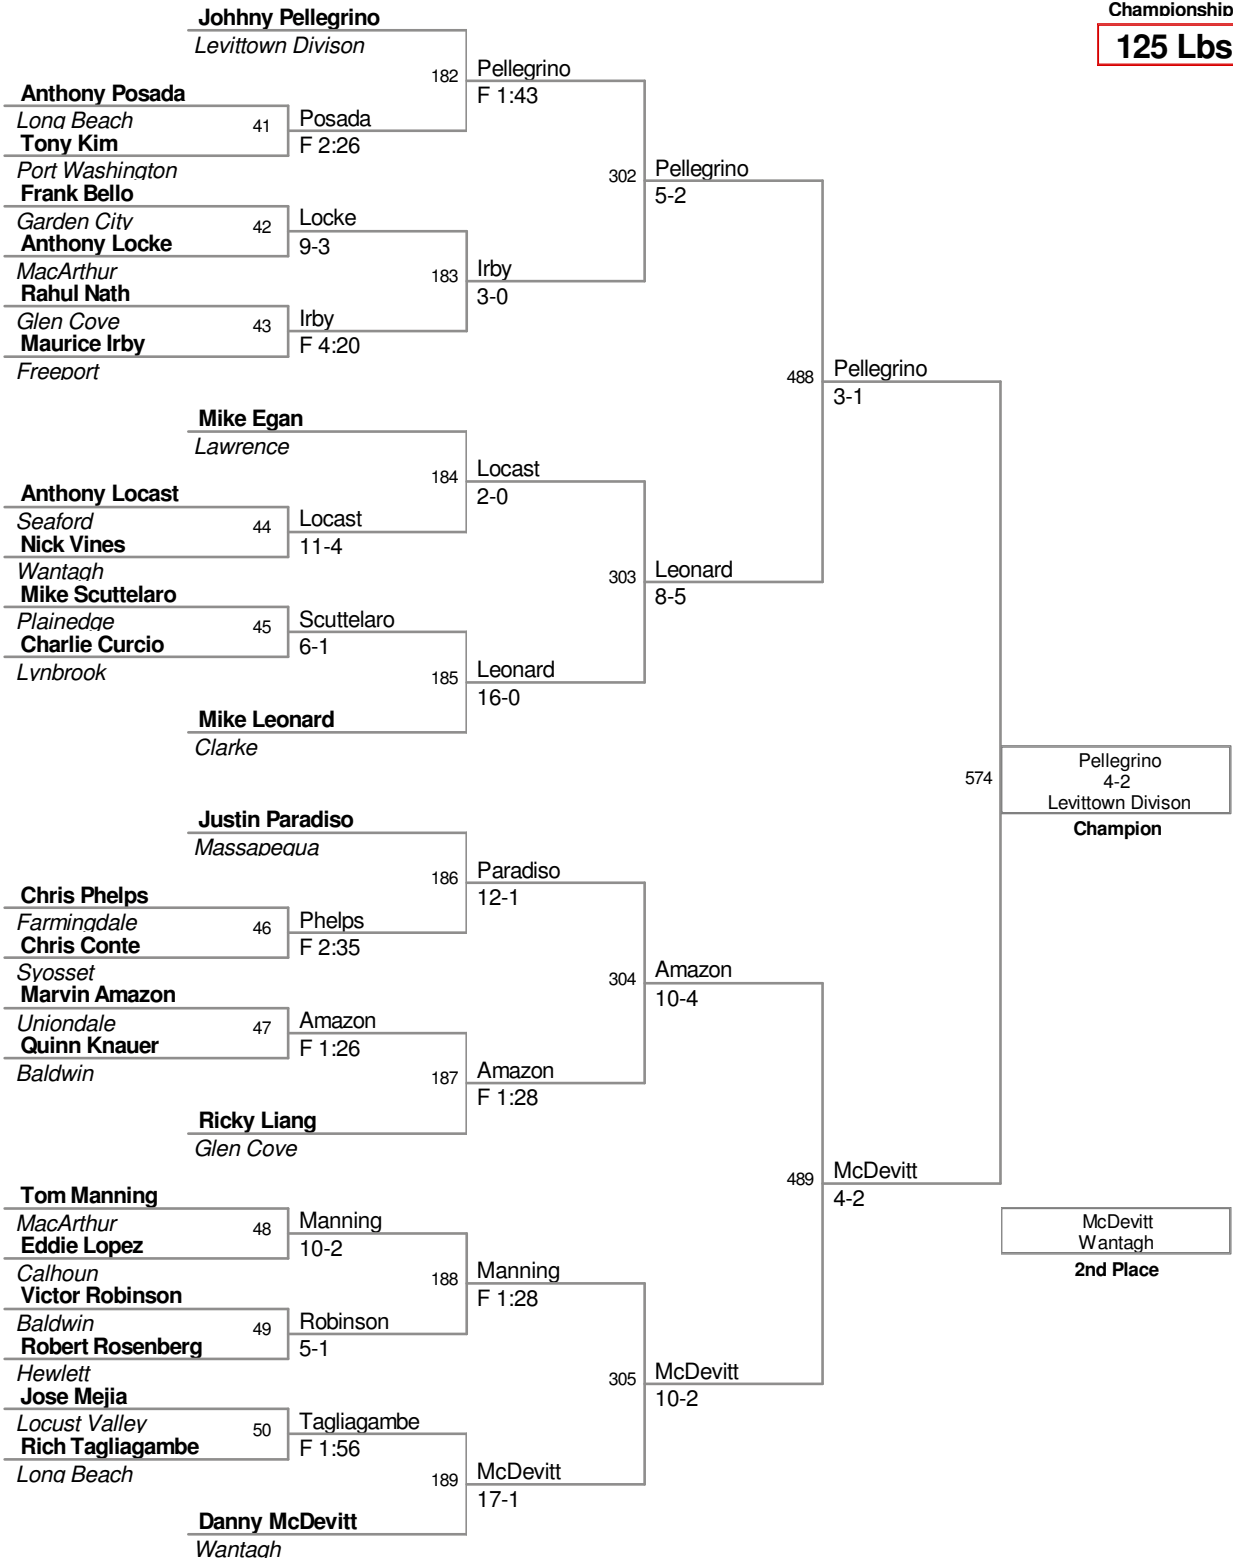 Championship
125 Lbs
Johhny Pellegrino
Levittown Divison
182
Pellegrino
F 1:43
Anthony Posada
Long Beach
41
Posada
F 2:26
Tony Kim
Port Washington
302
Pellegrino
5-2
Frank Bello
Garden City
42
Locke
9-3
Anthony Locke
MacArthur
183
Irby
3-0
Rahul Nath
Glen Cove
43
Irby
F 4:20
Maurice Irby
Freeport
488
Pellegrino
3-1
Mike Egan
Lawrence
184
Locast
2-0
Anthony Locast
Seaford
44
Locast
11-4
Nick Vines
Wantagh
303
Leonard
8-5
Mike Scuttelaro
Plainedge
45
Scuttelaro
6-1
Charlie Curcio
Lynbrook
185
Leonard
16-0
Mike Leonard
Clarke
574
Pellegrino
4-2
Levittown Divison
Champion
Justin Paradiso
Massapequa
186
Paradiso
12-1
Chris Phelps
Farmingdale
46
Phelps
F 2:35
Chris Conte
Syosset
304
Amazon
10-4
Marvin Amazon
Uniondale
47
Amazon
F 1:26
Quinn Knauer
Baldwin
187
Amazon
F 1:28
Ricky Liang
Glen Cove
489
McDevitt
4-2
Tom Manning
MacArthur
48
Manning
10-2
Eddie Lopez
Calhoun
188
Manning
F 1:28
McDevitt
Wantagh
2nd Place
Victor Robinson
Baldwin
49
Robinson
5-1
Robert Rosenberg
Hewlett
305
McDevitt
10-2
Jose Mejia
Locust Valley
50
Tagliagambe
F 1:56
Rich Tagliagambe
Long Beach
189
McDevitt
17-1
Danny McDevitt
Wantagh